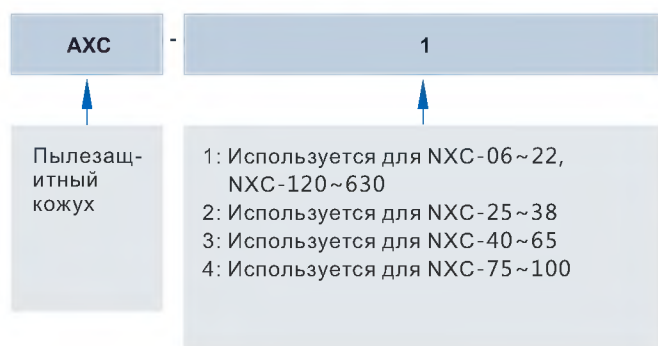 AXC - 1
Пылезащ-
итный
кожух
1: Используется для NXC-06~22,
NXC-120~630
2: Используется для NXC-25~38
3: Используется для NXC-40~65
4: Используется для NXC-75~100